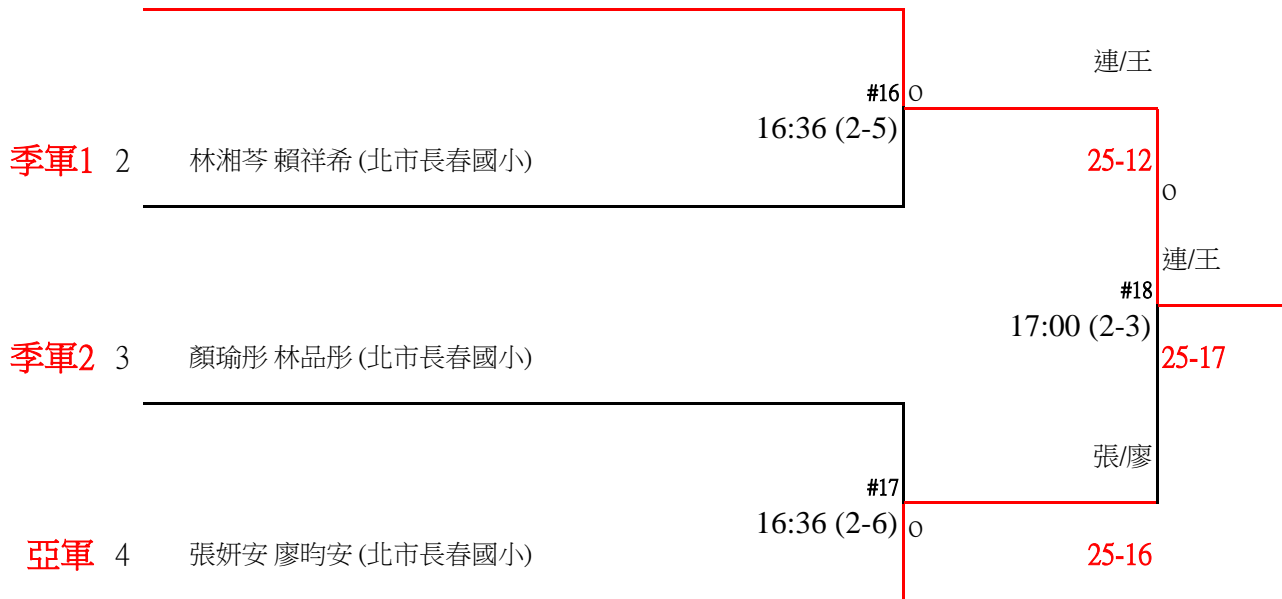 連/王
#16 O
16:36 (2-5)
季軍1 2 林湘芩 賴祥希 (北市長春國小)
25-12
O
連/王
#18
17:00 (2-3)
季軍2 3 顏瑜彤 林品彤 (北市長春國小)
25-17
張/廖
#17
16:36 (2-6) O
亞軍 4 張妍安 廖昀安 (北市長春國小)
25-16